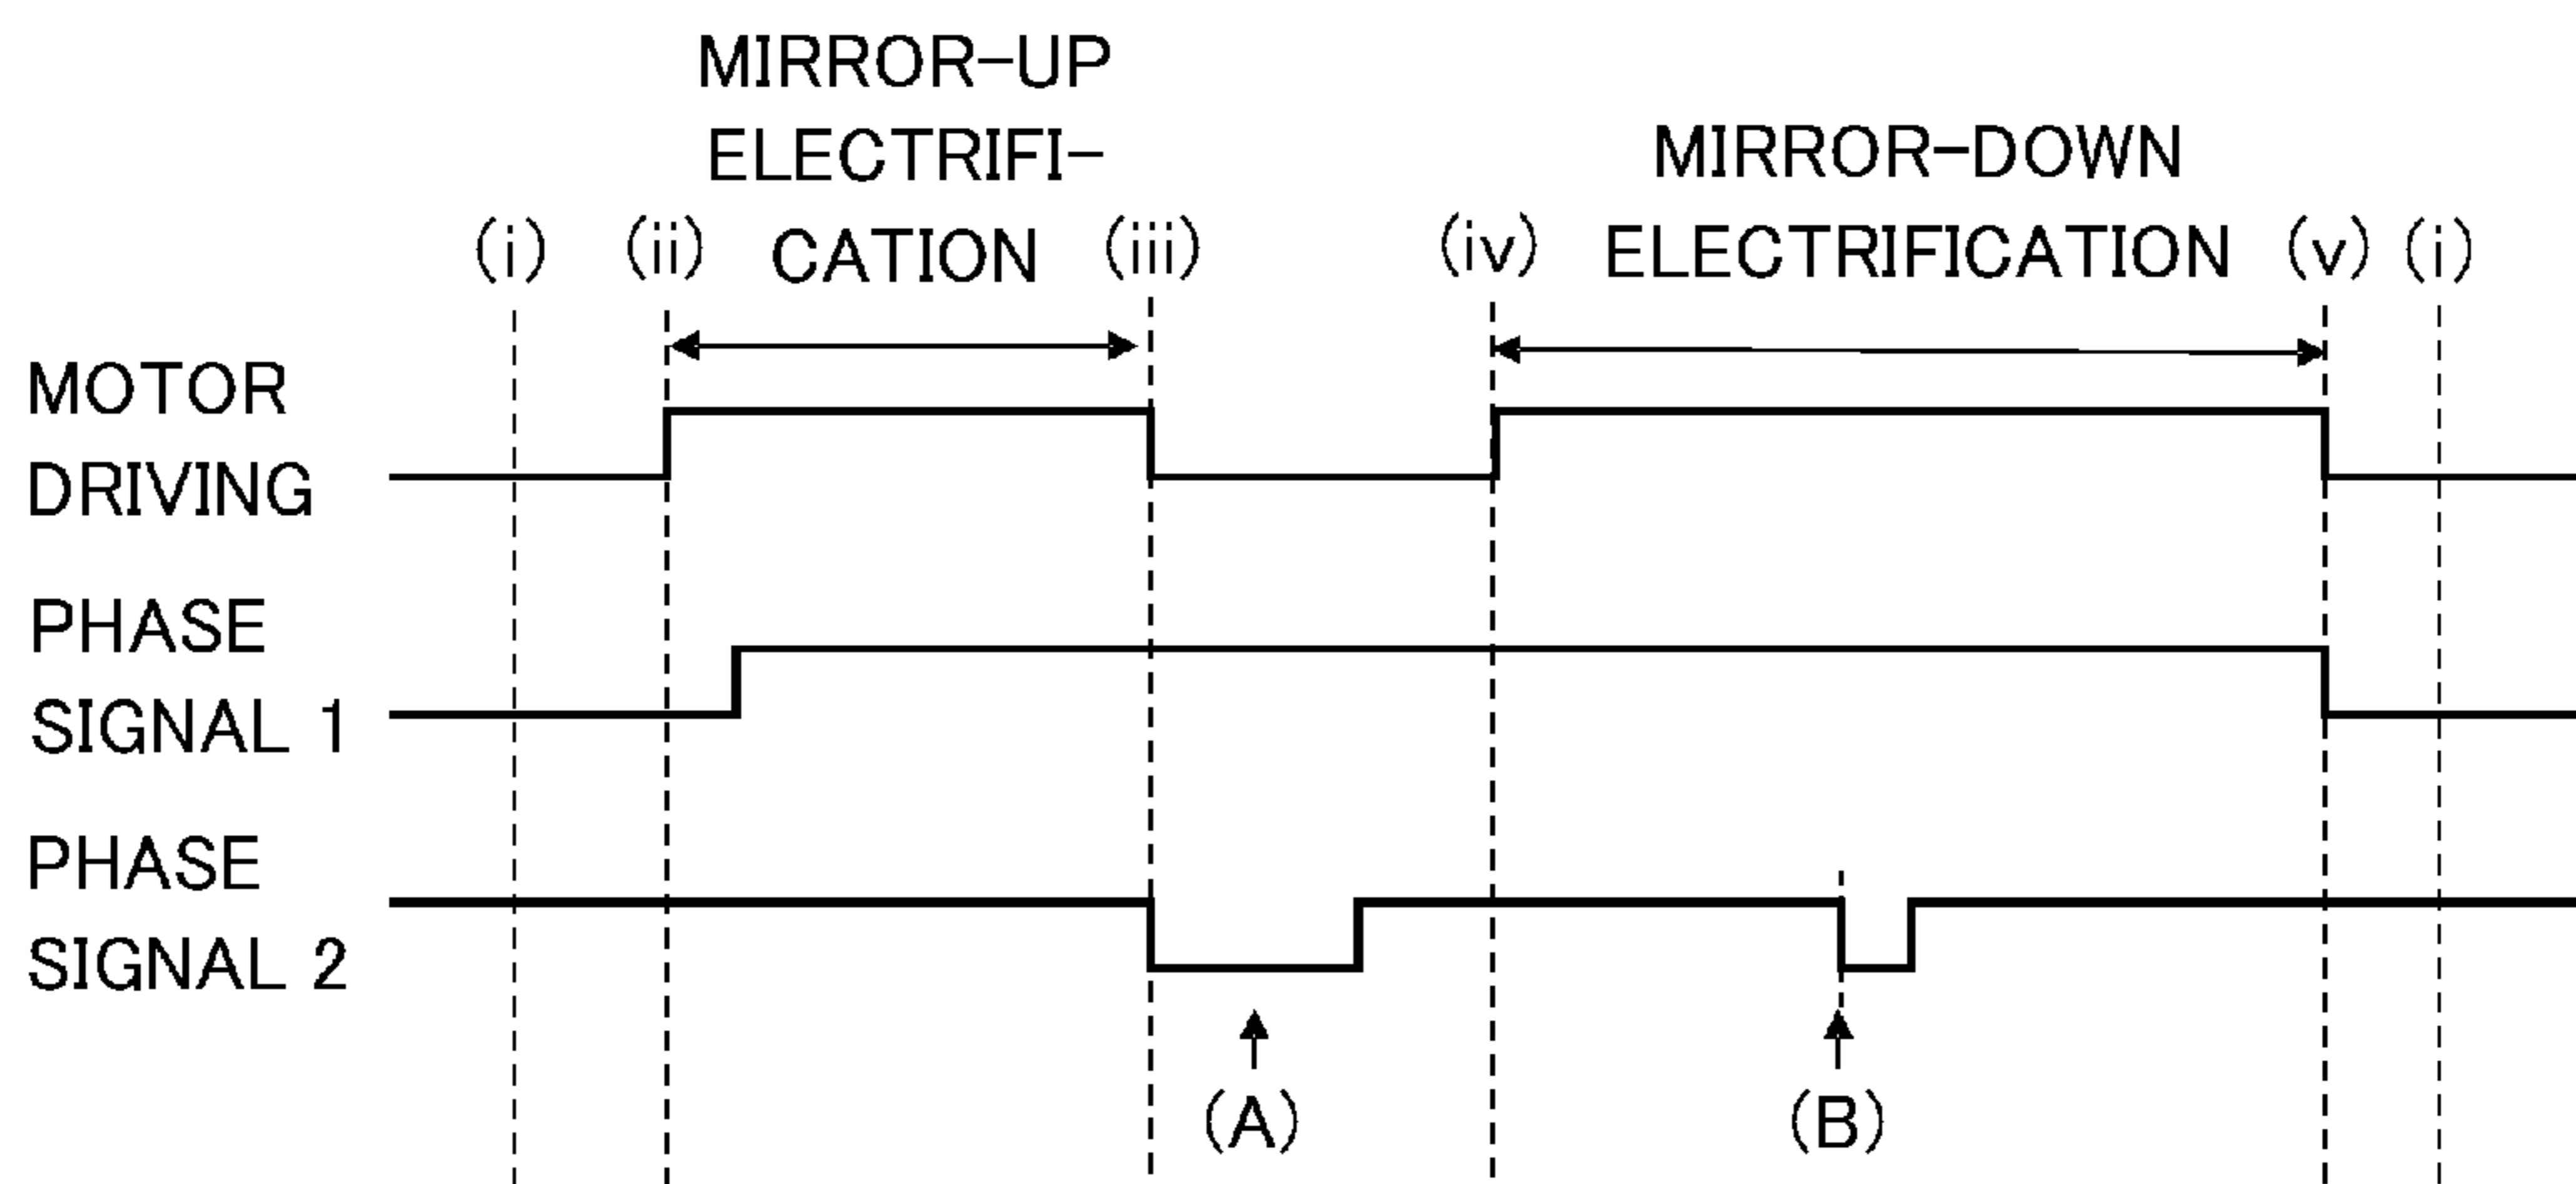 MIRROR-UP
ELECTRIFI-
CATION
MIRROR-DOWN
ELECTRIFICATION
(i)
(ii)
(iii)
(iv)
(v)
(i)
MOTOR
DRIVING
PHASE
SIGNAL 1
PHASE
SIGNAL 2
(A)
(B)